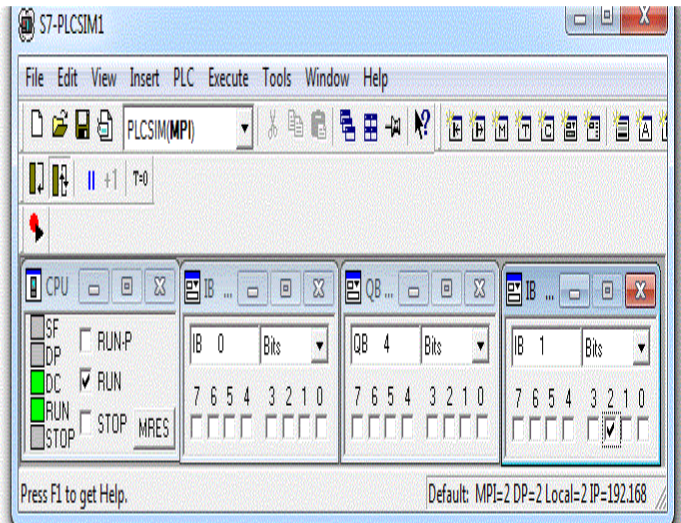 S7-PLCSIM1
File Edit View Insert PLC Execute Tools Window Help
PLCSIM(MPI)
+1 T=0
CPU
SF
DP
DC
RUN
STOP
RUN-P
RUN
STOP
MRES
IB ...
IB 0 Bits
7 6 5 4 3 2 1 0
QB ...
QB 4 Bits
7 6 5 4 3 2 1 0
IB ...
IB 1 Bits
7 6 5 4 3 2 1 0
Press F1 to get Help.
Default: MPI=2 DP=2 Local=2 IP=192.168